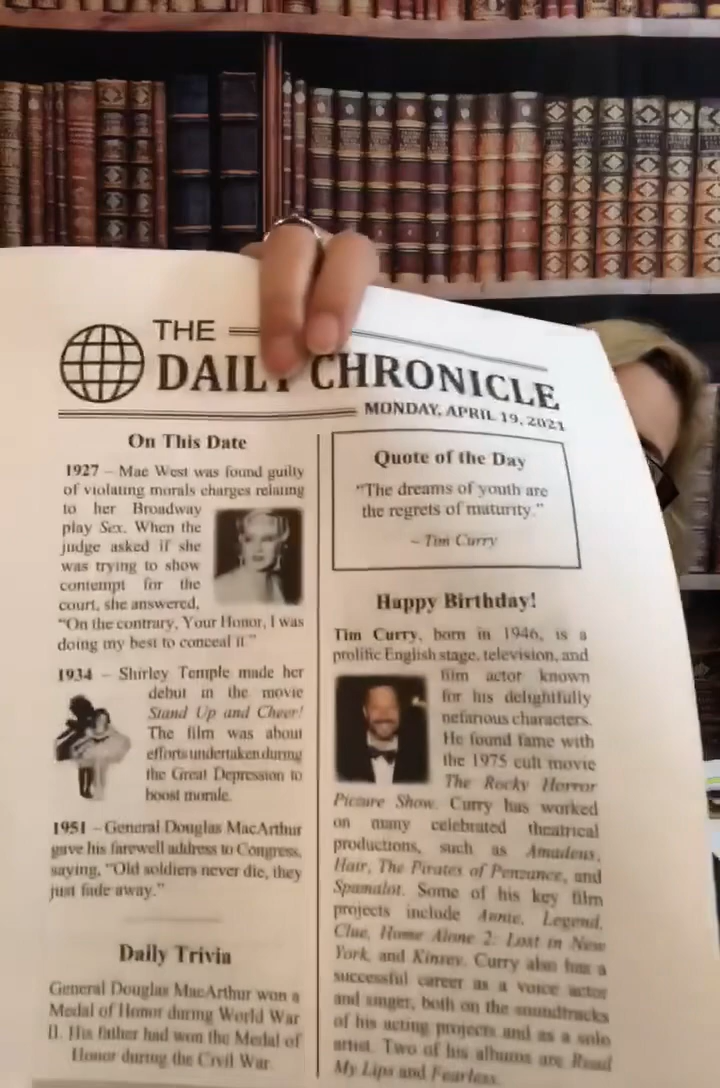 THE
DAILY CHRONICLE
MONDAY, APRIL 19, 2021
On This Date
1927 – Mae West was found guilty
of violating morals charges relating
to her Broadway
play Sex. When the
judge asked if she
was trying to show
contempt for the
court, she answered,
“On the contrary, Your Honor, I was
doing my best to conceal it.”
1934 – Shirley Temple made her
debut in the movie
Stand Up and Cheer!
The film was about
efforts undertaken during
the Great Depression to
boost morale.
1951 – General Douglas MacArthur
gave his farewell address to Congress,
saying, “Old soldiers never die, they
just fade away.”
Daily Trivia
General Douglas MacArthur won a
Medal of Honor during World War
II. His father had won the Medal of
Honor during the Civil War.
Quote of the Day
“The dreams of youth are
the regrets of maturity.”
~ Tim Curry
Happy Birthday!
Tim Curry, born in 1946, is a
prolific English stage, television, and
film actor known
for his delightfully
nefarious characters.
He found fame with
the 1975 cult movie
The Rocky Horror
Picture Show. Curry has worked
on many celebrated theatrical
productions, such as Amadeus,
Hair, The Pirates of Penzance, and
Spamalot. Some of his key film
projects include Annie, Legend,
Clue, Home Alone 2: Lost in New
York, and Kinsey. Curry also has a
successful career as a voice actor
and singer, both on the soundtracks
of his acting projects and as a solo
artist. Two of his albums are Read
My Lips and Fearless.